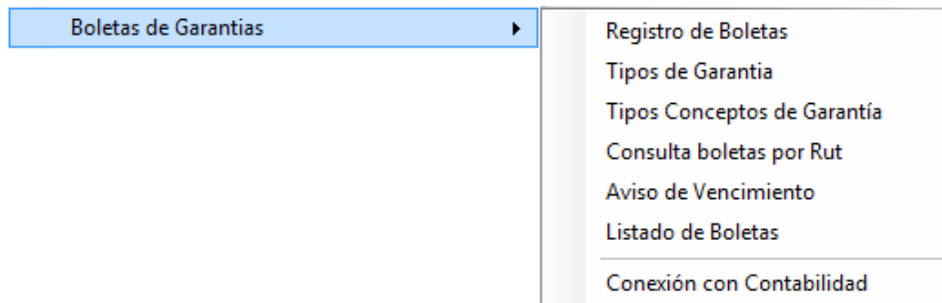 Boletas de Garantias
Registro de Boletas
Tipos de Garantia
Tipos Conceptos de Garantía
Consulta boletas por Rut
Aviso de Vencimiento
Listado de Boletas
Conexión con Contabilidad